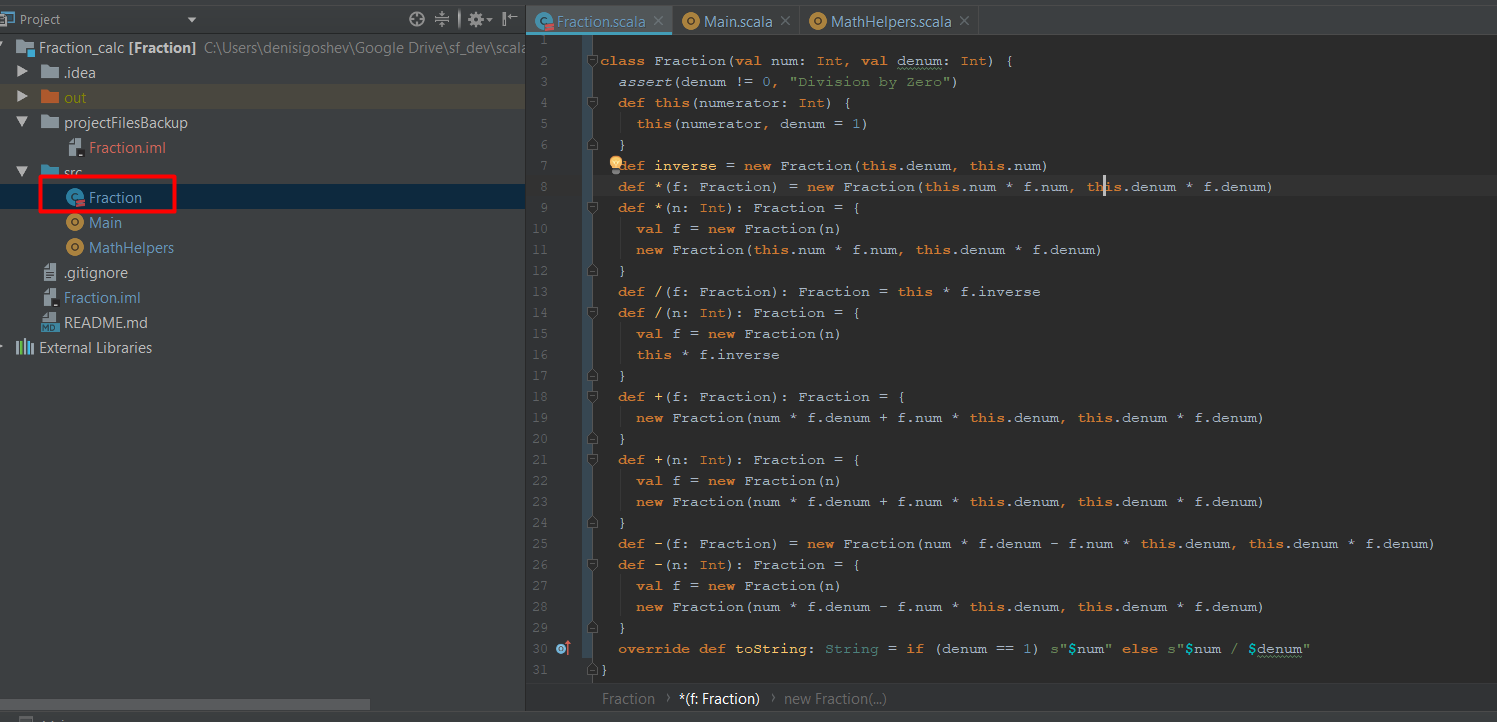 Project
Fraction_calc [Fraction] C:\Users\denisigoshev\Google Drive\sf_dev\scala
.idea
out
projectFilesBackup
Fraction.iml
src
Fraction
Main
MathHelpers
.gitignore
Fraction.iml
README.md
External Libraries
Fraction.scala
Main.scala
MathHelpers.scala
1
2 class Fraction(val num: Int, val denum: Int) {
3 assert(denum != 0, "Division by Zero")
4 def this(numerator: Int) {
5 this(numerator, denum = 1)
6 }
7 def inverse = new Fraction(this.denum, this.num)
8 def *(f: Fraction) = new Fraction(this.num * f.num, this.denum * f.denum)
9 def *(n: Int): Fraction = {
10 val f = new Fraction(n)
11 new Fraction(this.num * f.num, this.denum * f.denum)
12 }
13 def /(f: Fraction): Fraction = this * f.inverse
14 def /(n: Int): Fraction = {
15 val f = new Fraction(n)
16 this * f.inverse
17 }
18 def +(f: Fraction): Fraction = {
19 new Fraction(num * f.denum + f.num * this.denum, this.denum * f.denum)
20 }
21 def +(n: Int): Fraction = {
22 val f = new Fraction(n)
23 new Fraction(num * f.denum + f.num * this.denum, this.denum * f.denum)
24 }
25 def -(f: Fraction) = new Fraction(num * f.denum - f.num * this.denum, this.denum * f.denum)
26 def -(n: Int): Fraction = {
27 val f = new Fraction(n)
28 new Fraction(num * f.denum - f.num * this.denum, this.denum * f.denum)
29 }
30 override def toString: String = if (denum == 1) s"$num" else s"$num / $denum"
31 }
Fraction › *(f: Fraction) › new Fraction(...)